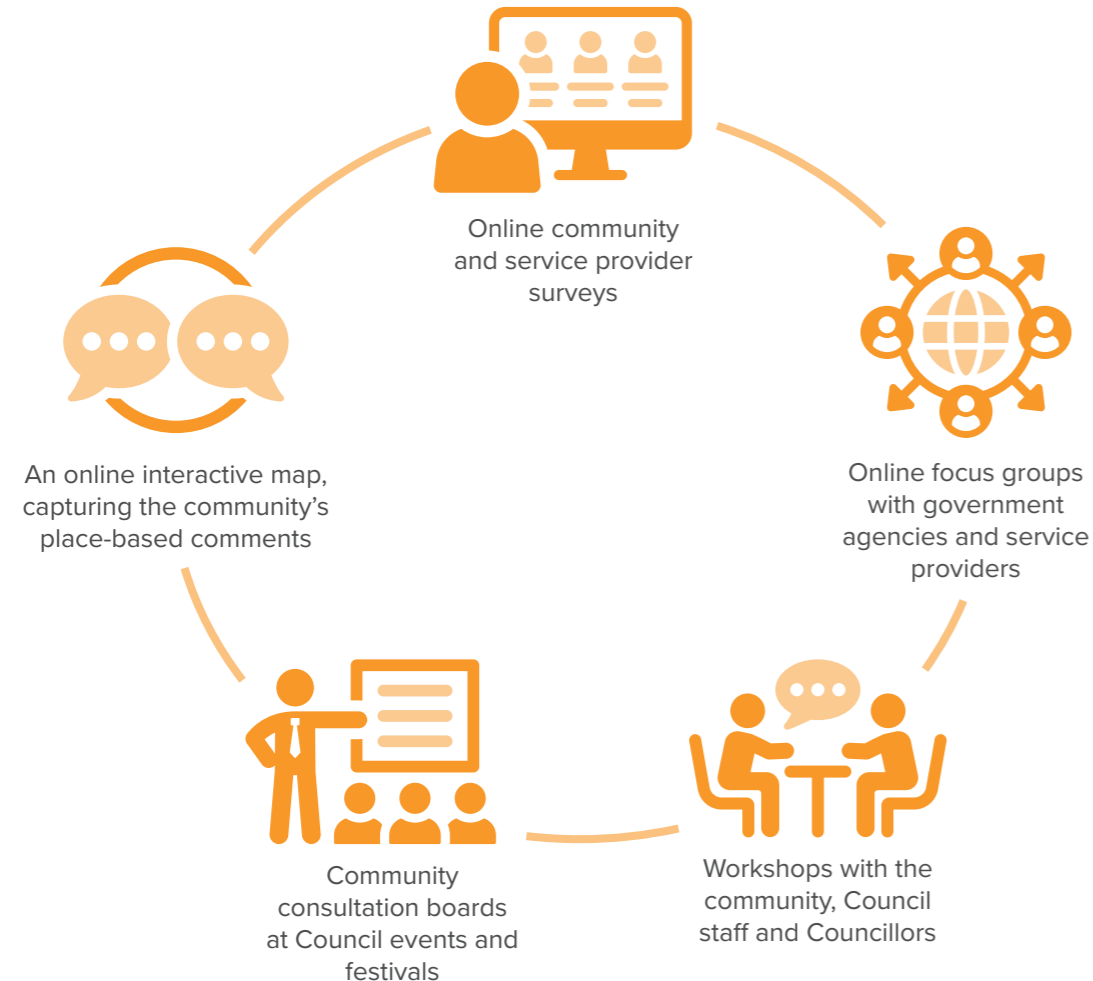 Online community
and service provider
surveys
Online focus groups
with government
agencies and service
providers
Workshops with the
community, Council
staff and Councillors
Community
consultation boards
at Council events and
festivals
An online interactive map,
capturing the community’s
place-based comments